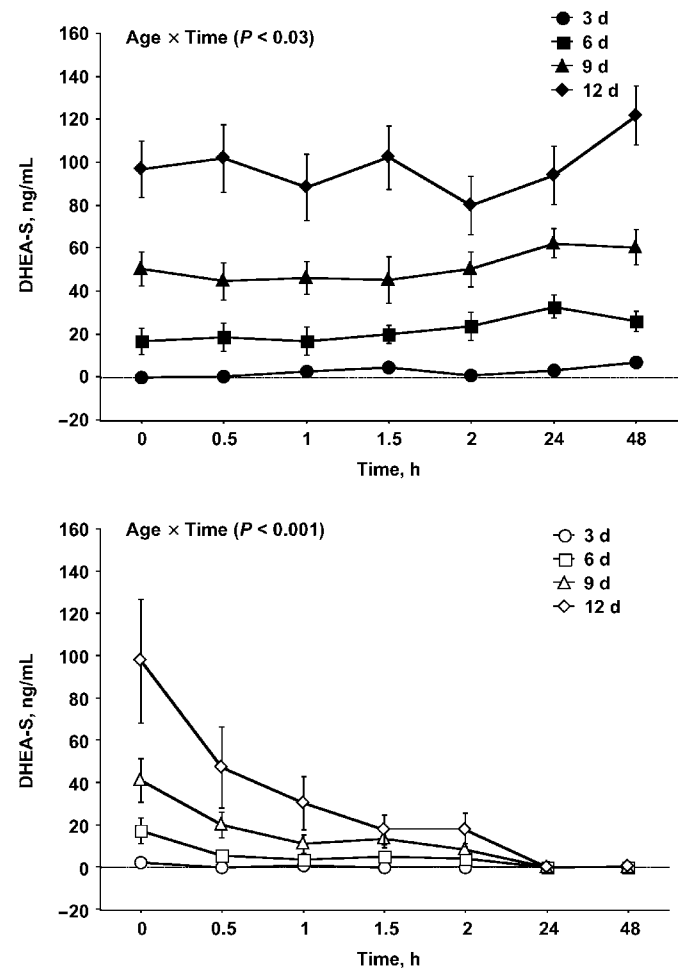 Age × Time (P < 0.03)
3 d
6 d
9 d
12 d
160
140
120
100
80
60
40
20
0
−20
DHEA-S, ng/mL
0 0.5 1 1.5 2 24 48
Time, h
Age × Time (P < 0.001)
3 d
6 d
9 d
12 d
160
140
120
100
80
60
40
20
0
−20
DHEA-S, ng/mL
0 0.5 1 1.5 2 24 48
Time, h